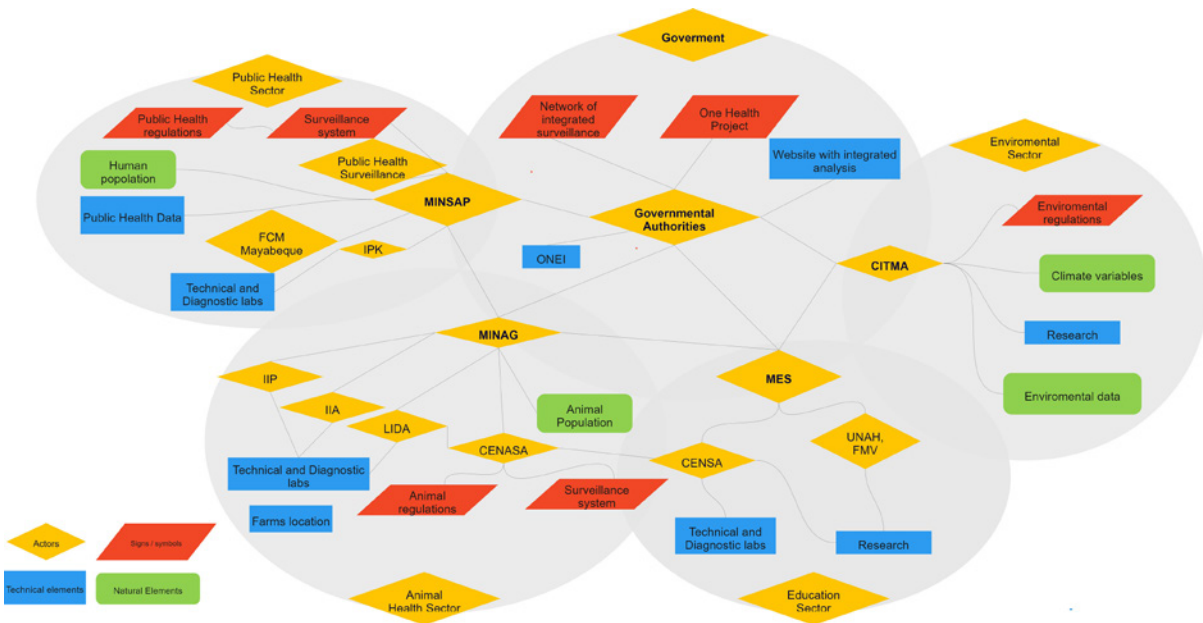 Goverment
Public Health
Sector
Public Health
regulations
Surveillance
system
Network of
integrated
surveillance
One Health
Project
Website with integrated
analysis
Enviromental
Sector
Human
popolation
Public Health
Surveillance
MINSAP
Governmental
Authorities
Enviromental
regulations
Public Health Data
FCM
Mayabeque
IPK
ONEI
CITMA
Climate variables
Technical and
Diagnostic labs
MINAG
Research
IIP
MES
Enviromental data
IIA
LIDA
Animal
Population
CENASA
CENSA
UNAH,
FMV
Technical and Diagnostic
labs
Animal
regulations
Surveillance
system
Farms location
Technical and
Diagnostic labs
Research
Actors
Signs / symbols
Technical elements
Natural Elements
Animal
Health Sector
Education
Sector